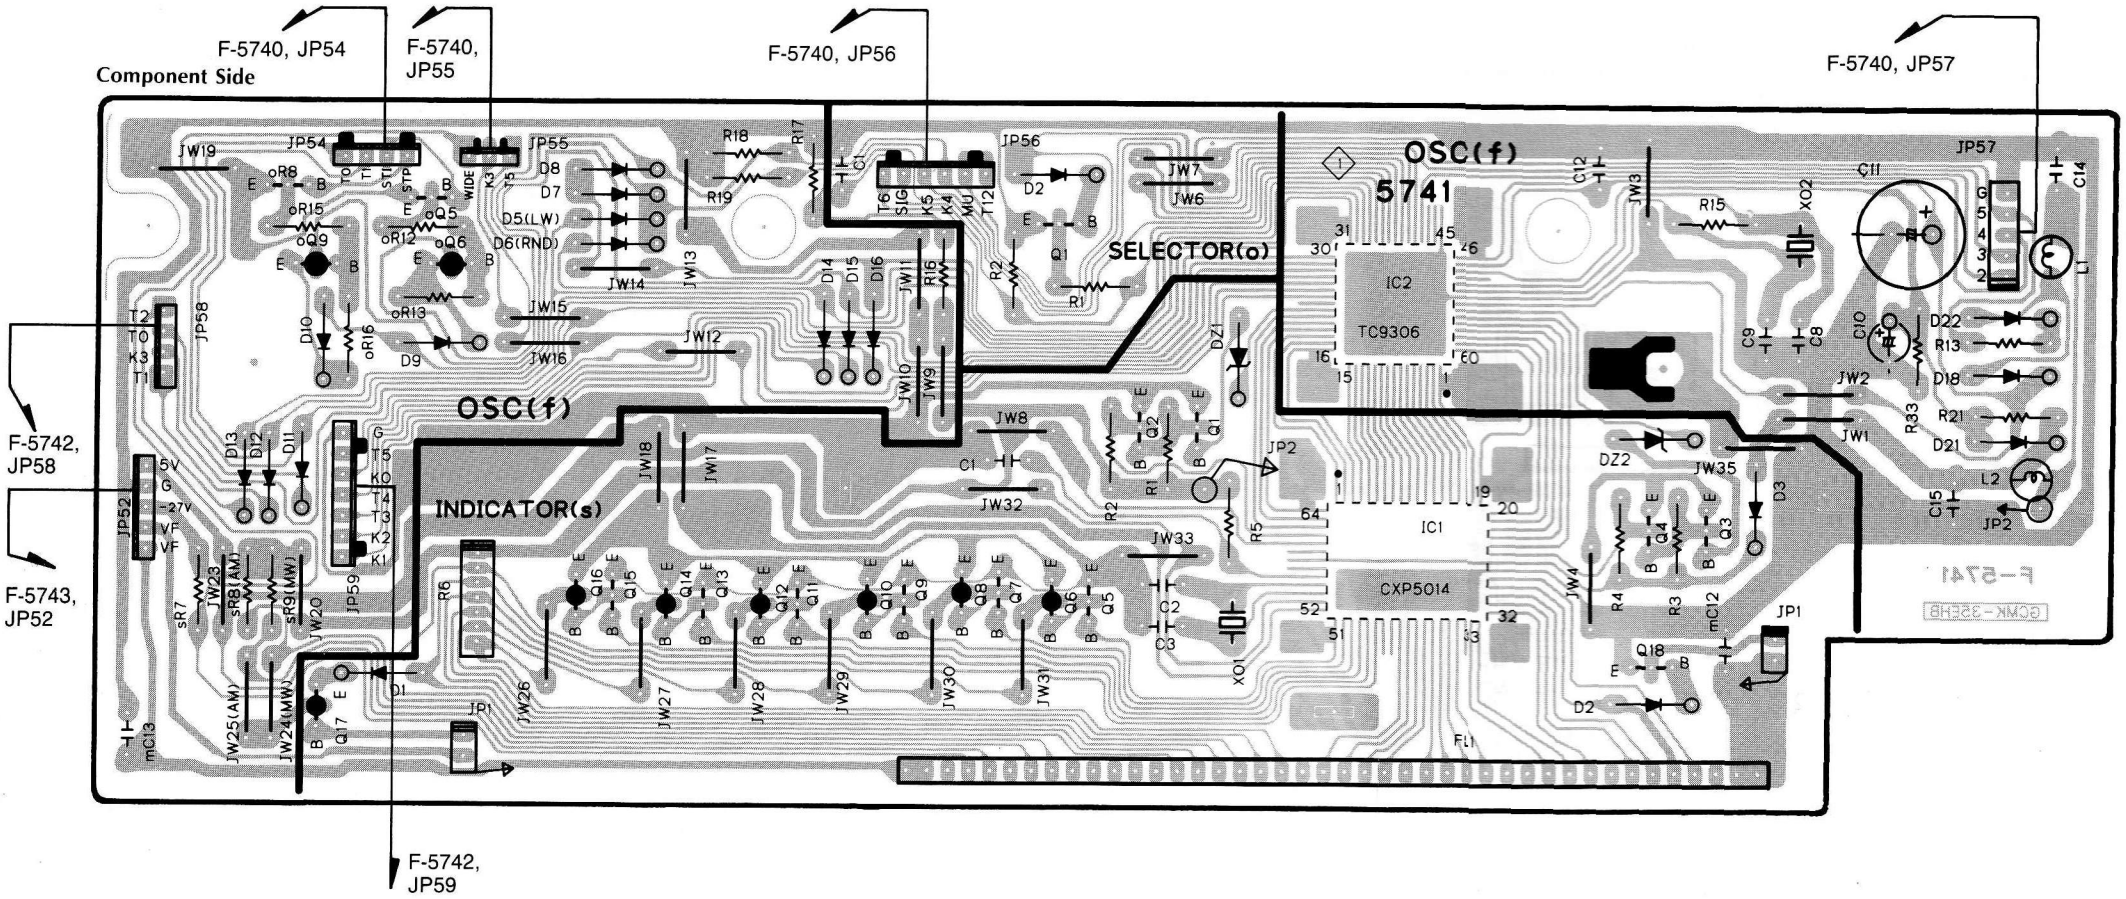 F-5740, JP54
F-5740,
JP55
F-5740, JP56
F-5740, JP57
Component Side
JW19
JP54
TO
TI
STI
STP
WIDE
K3
T5
JP55
oR8
E
B
oR15
oQ9
E
B
B
E
oQ5
oR12
oQ6
E
B
oR13
D8
D7
D5(LW)
D6(RND)
JW14
JW13
R18
R19
R17
C1
T6
SIG
K5
K4
MU
T12
JP56
D2
E
B
Q1
R2
R1
JW7
JW6
SELECTOR(o)
1
OSC(f)
5741
31
45
30
46
IC2
TC9306
16
60
15
1
C12
JW3
R15
XO2
C11
+
JP57
G
5
4
3
2
C14
L1
T2
TO
K3
T1
JP58
D10
oR16
D9
JW15
JW16
JW12
D14
D15
D16
JW11
R16
JW10
JW9
DZ1
C9
C8
C10
+
R33
D22
R13
D18
R21
D21
JW2
JW1
OSC(f)
F-5742,
JP58
D13
D12
D11
G
T5
K0
T4
T3
K2
K1
JP59
JW18
JW17
JW8
C1
JW32
E
Q2
B
E
Q1
B
R2
R1
JP2
R5
DZ2
JW35
D3
L2
C15
JP2
5V
G
-27V
VF
VF
JP52
INDICATOR(s)
1
19
64
20
IC1
CXP5014
52
32
51
33
F-5743,
JP52
sR7
JW23
sR8(AM)
sR9(MW)
JW20
R6
E
Q16
B
E
Q15
B
E
Q14
B
E
Q13
B
E
Q12
B
E
Q11
B
E
Q10
B
E
Q9
B
E
Q8
B
E
Q7
B
E
Q6
B
E
Q5
B
JW33
C2
C3
XO1
JW4
R4
E
Q4
B
R3
E
Q3
B
mC12
JP1
F-5741
GCMK-35EHB
Q18
E
B
D2
D1
JW25(AM)
JW24(MW)
E
Q17
B
mC13
JP1
JW26
JW27
JW28
JW29
JW30
JW31
FL1
F-5742,
JP59